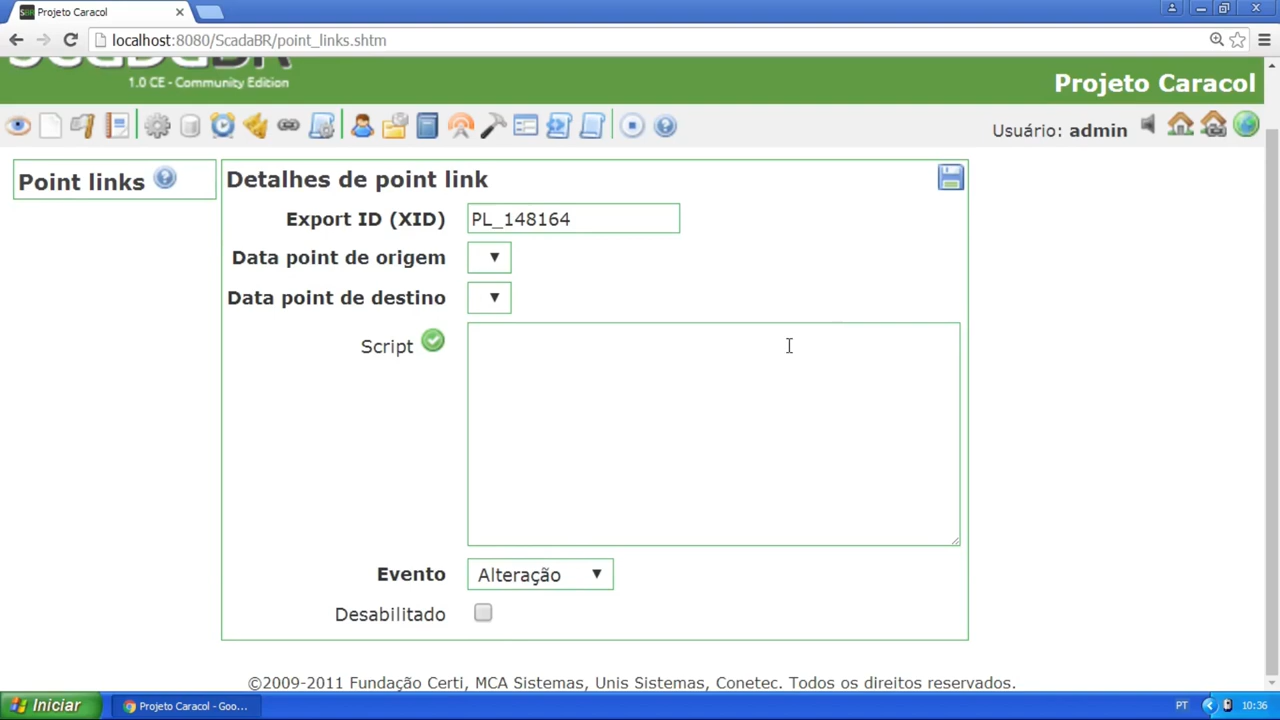 Projeto Caracol
localhost:8080/ScadaBR/point_links.shtm
1.0 CE - Community Edition
Projeto Caracol
Usuário: admin
Point links
Detalhes de point link
Export ID (XID)
PL_148164
Data point de origem
Data point de destino
Script
Evento
Alteração
Desabilitado
©2009-2011 Fundação Certi, MCA Sistemas, Unis Sistemas, Conetec. Todos os direitos reservados.
Iniciar
Projeto Caracol - Goo...
PT
10:36